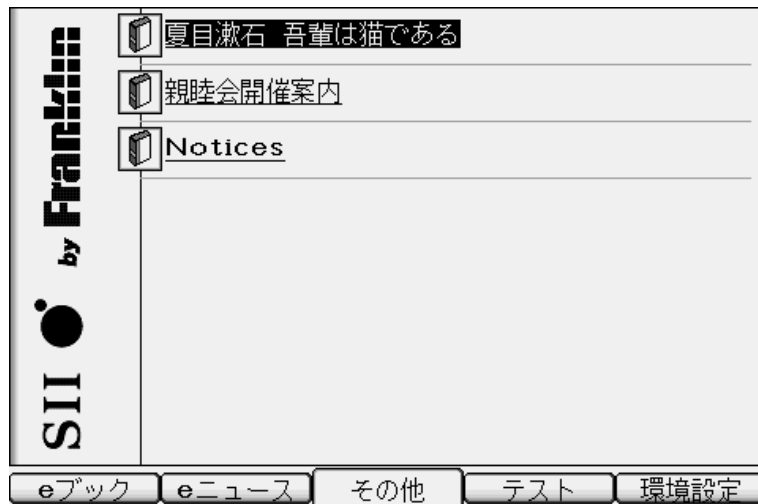 夏目漱石 吾輩は猫である
親睦会開催案内
Notices
SII by Franklin
eブック
eニュース
その他
テスト
環境設定